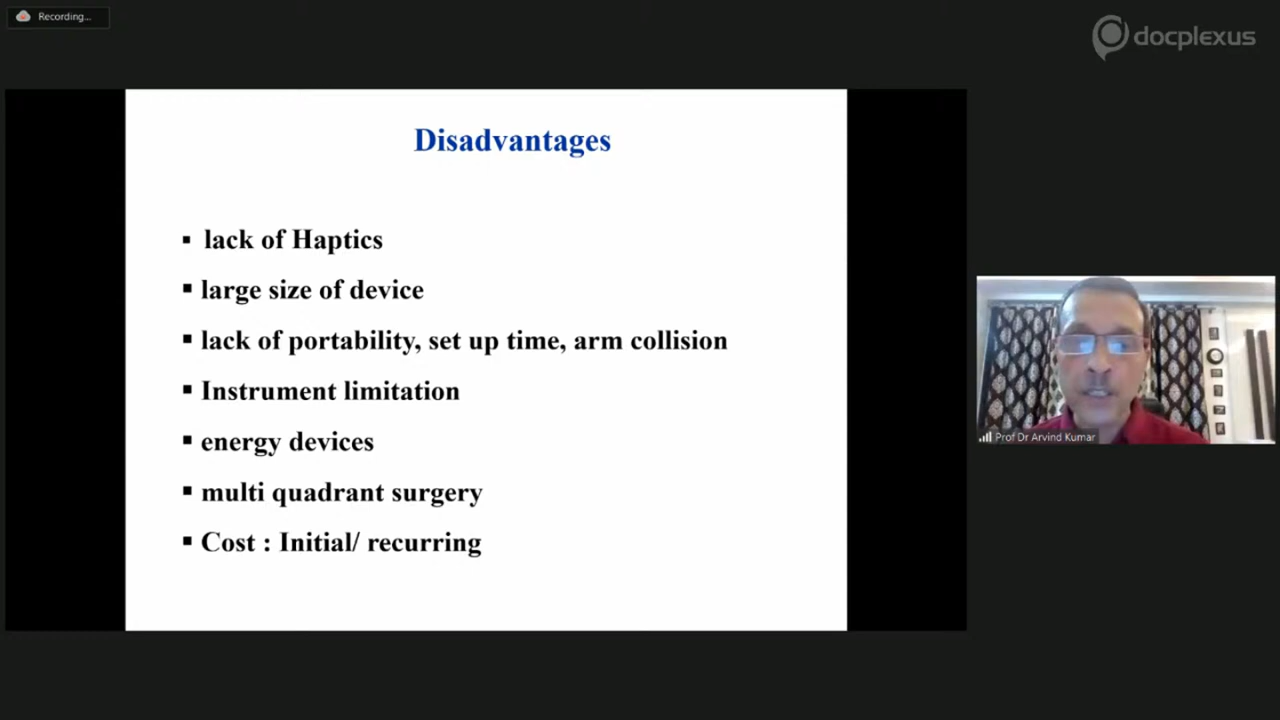 Recording...
docplexus
Disadvantages
▪ lack of Haptics
▪ large size of device
▪ lack of portability, set up time, arm collision
▪ Instrument limitation
▪ energy devices
▪ multi quadrant surgery
▪ Cost : Initial/ recurring
Prof Dr Arvind Kumar